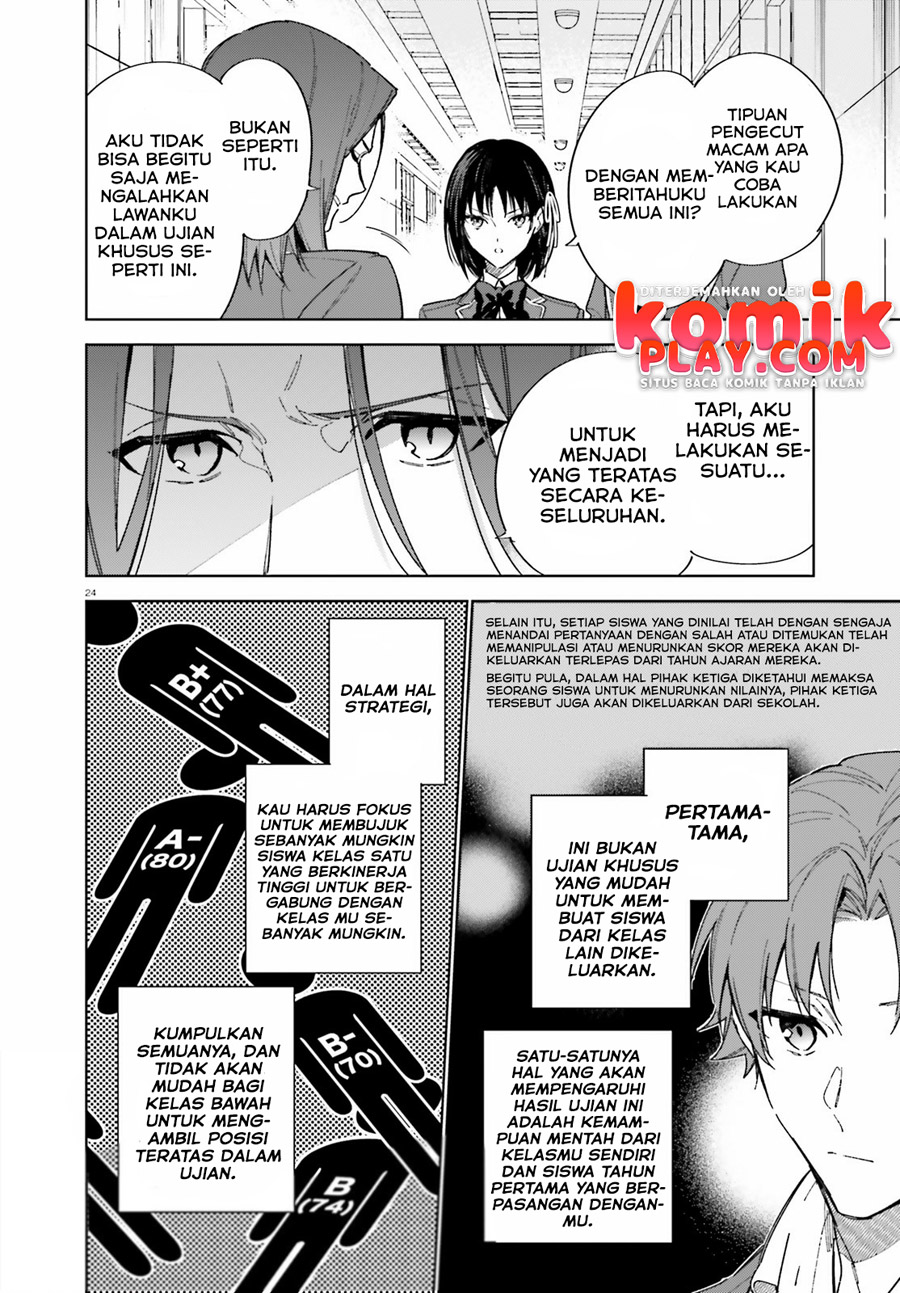 TIPUAN
PENGECUT
MACAM APA
YANG KAU
COBA
LAKUKAN
DENGAN MEM-
BERITAHUKU
SEMUA INI?
BUKAN
SEPERTI
ITU.
AKU TIDAK
BISA BEGITU
SAJA ME-
NGALAHKAN
LAWANKU
DALAM UJIAN
KHUSUS SE-
PERTI INI.
DITERJEMAHKAN OLEH
komik
PLAY.COM
SITUS BACA KOMIK TANPA IKLAN
TAPI, AKU
HARUS ME-
LAKUKAN SE-
SUATU...
UNTUK
MENJADI
YANG TERATAS
SECARA KE-
SELURUHAN.
24
SELAIN ITU, SETIAP SISWA YANG DINILAI TELAH DENGAN SENGAJA
MENANDAI PERTANYAAN DENGAN SALAH ATAU DITEMUKAN TELAH
MEMANIPULASI ATAU MENURUNKAN SKOR MEREKA AKAN DI-
KELUARKAN TERLEPAS DARI TAHUN AJARAN MEREKA.
BEGITU PULA, DALAM HAL PIHAK KETIGA DIKETAHUI MEMAKSA
SEORANG SISWA UNTUK MENURUNKAN NILAINYA, PIHAK KETIGA
TERSEBUT JUGA AKAN DIKELUARKAN DARI SEKOLAH.
PERTAMA-
TAMA,
INI BUKAN
UJIAN KHUSUS
YANG MUDAH
UNTUK MEM-
BUAT SISWA
DARI KELAS
LAIN DIKE-
LUARKAN.
SATU-SATUNYA
HAL YANG AKAN
MEMPENGARUHI
HASIL UJIAN INI
ADALAH KEMAM-
PUAN MENTAH DARI
KELASMU SENDIRI
DAN SISWA TAHUN
PERTAMA YANG BER-
PASANGAN DENGAN-
MU.
DALAM HAL
STRATEGI,
KAU HARUS FOKUS
UNTUK MEMBUJUK
SEBANYAK MUNGKIN
SISWA KELAS SATU
YANG BERKINERJA
TINGGI UNTUK BER-
GABUNG DENGAN
KELAS MU SE-
BANYAK MUNGKIN.
KUMPULKAN
SEMUANYA, DAN
TIDAK AKAN
MUDAH BAGI
KELAS BAWAH
UNTUK MENG-
AMBIL POSISI
TERATAS DALAM
UJIAN.
B+
(77)
A-
(80)
B-
(70)
B
(74)